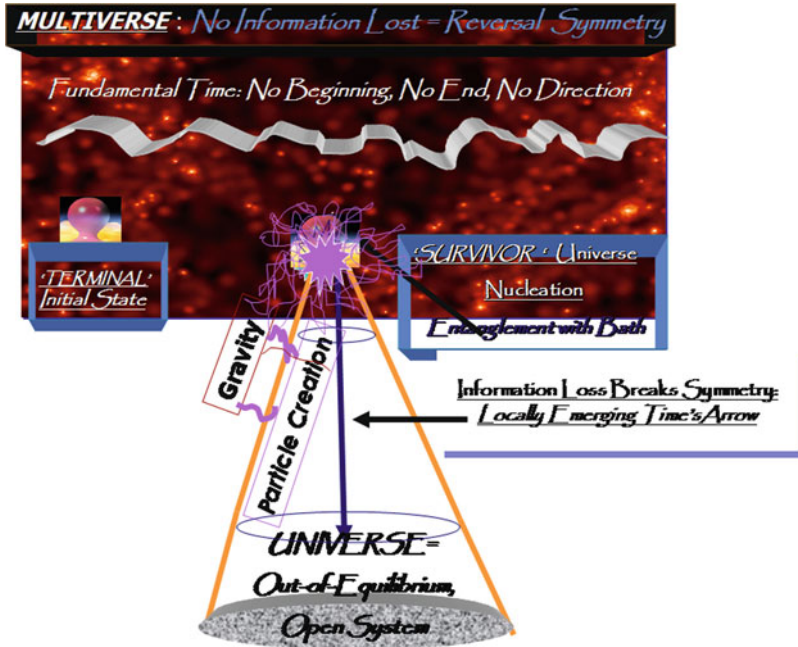 MULTIVERSE : No Information Lost = Reversal Symmetry
Fundamental Time: No Beginning, No End, No Direction
'TERMINAL'
Initial State
'SURVIVOR' Universe
Nucleation
Entanglement with Bath
Gravity
Particle Creation
Information Loss Breaks Symmetry:
Locally Emerging Time's Arrow
UNIVERSE=
Out-of-Equilibrium,
Open System